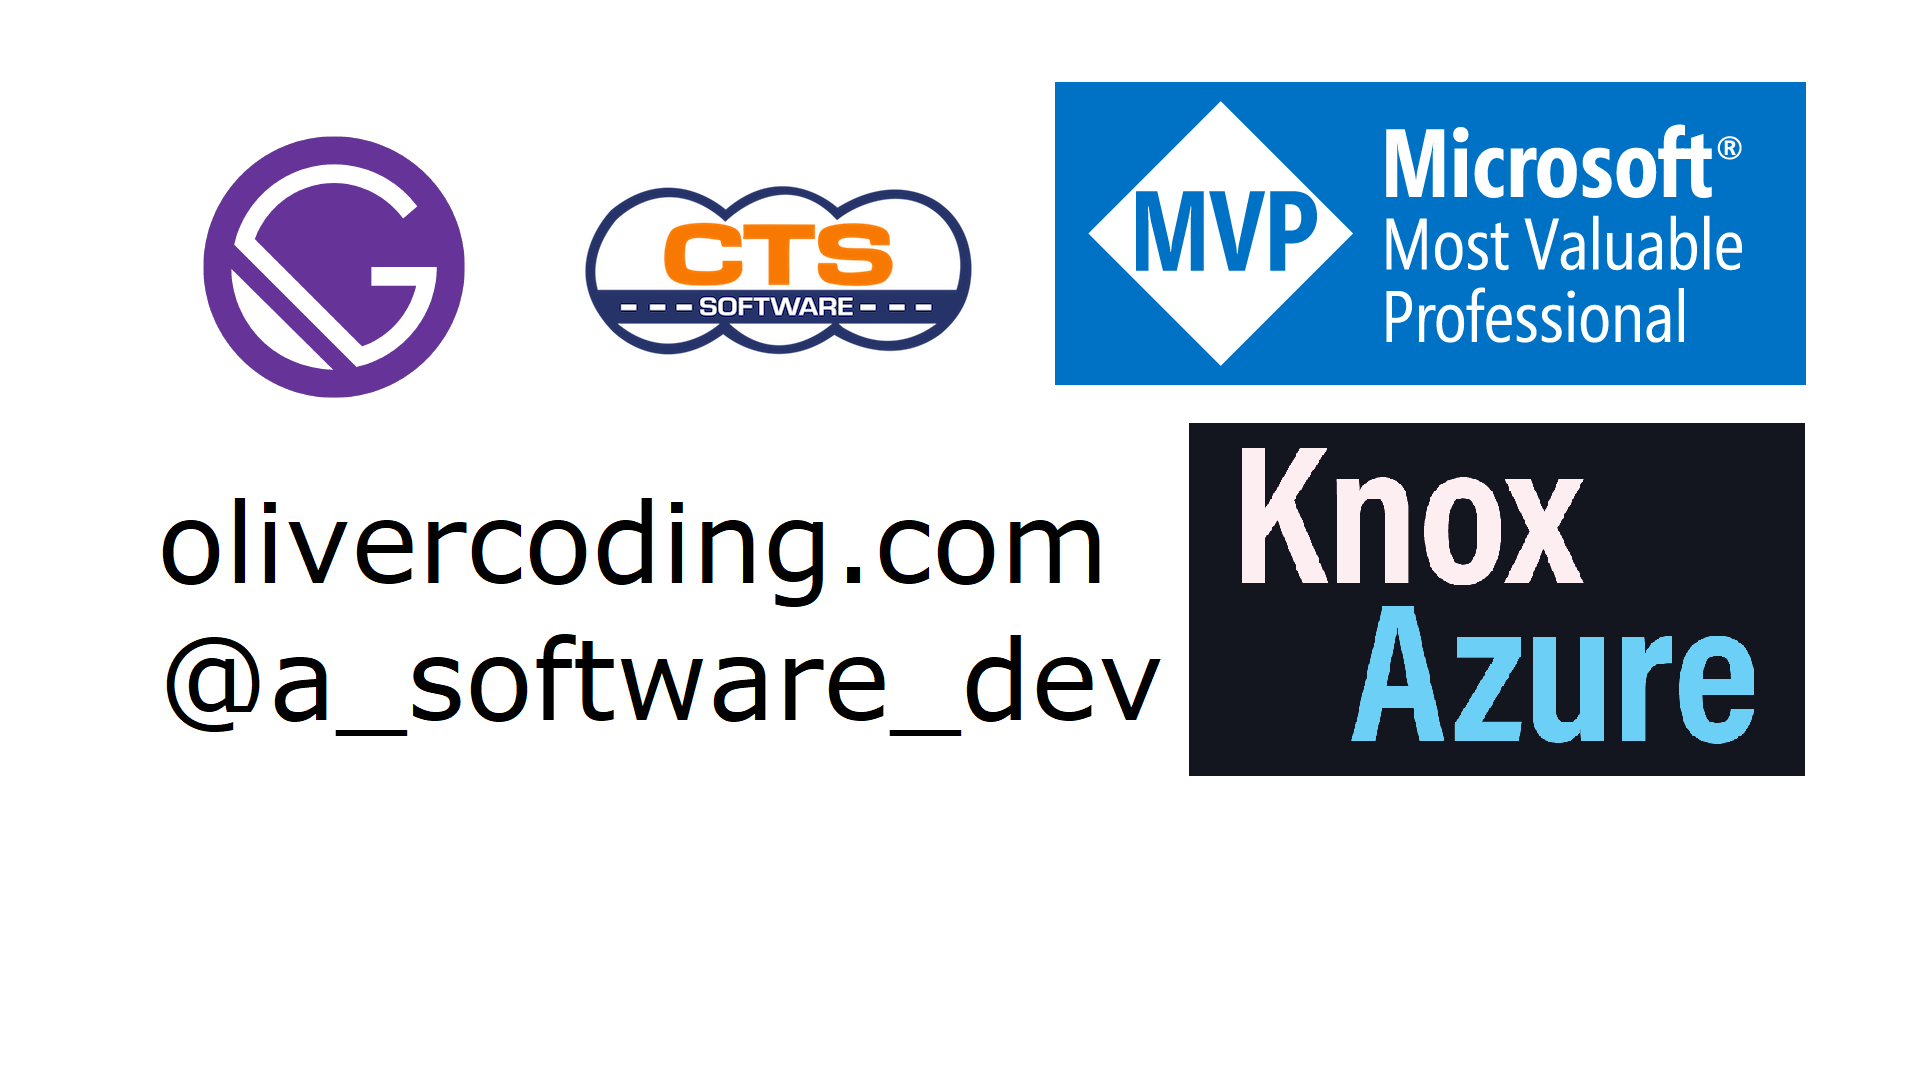 CTS
SOFTWARE
MVP
Microsoft®
Most Valuable
Professional
olivercoding.com
@a_software_dev
Knox
Azure